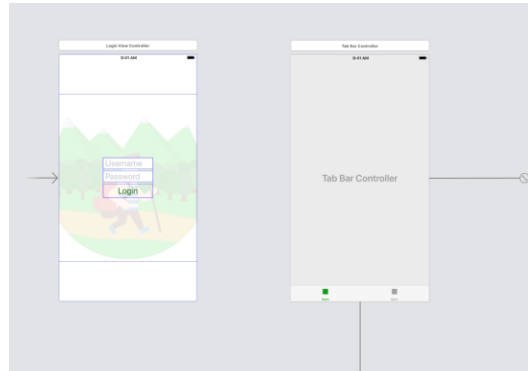 Login View Controller
9:41 AM
Username
Password
Login
Tab Bar Controller
9:41 AM
Tab Bar Controller